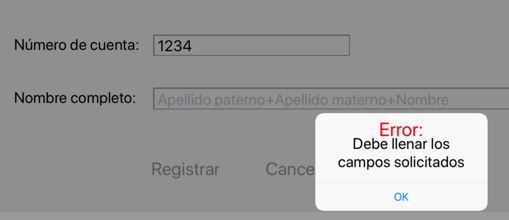 Número de cuenta: 1234
Nombre completo: Apellido paterno+Apellido materno+Nombre
Error:
Debe llenar los
campos solicitados
Registrar Cance
OK